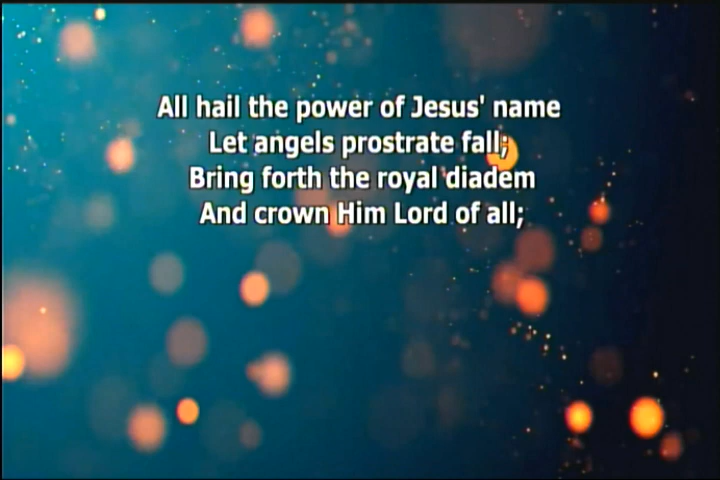 All hail the power of Jesus' name
Let angels prostrate fall;
Bring forth the royal diadem
And crown Him Lord of all;